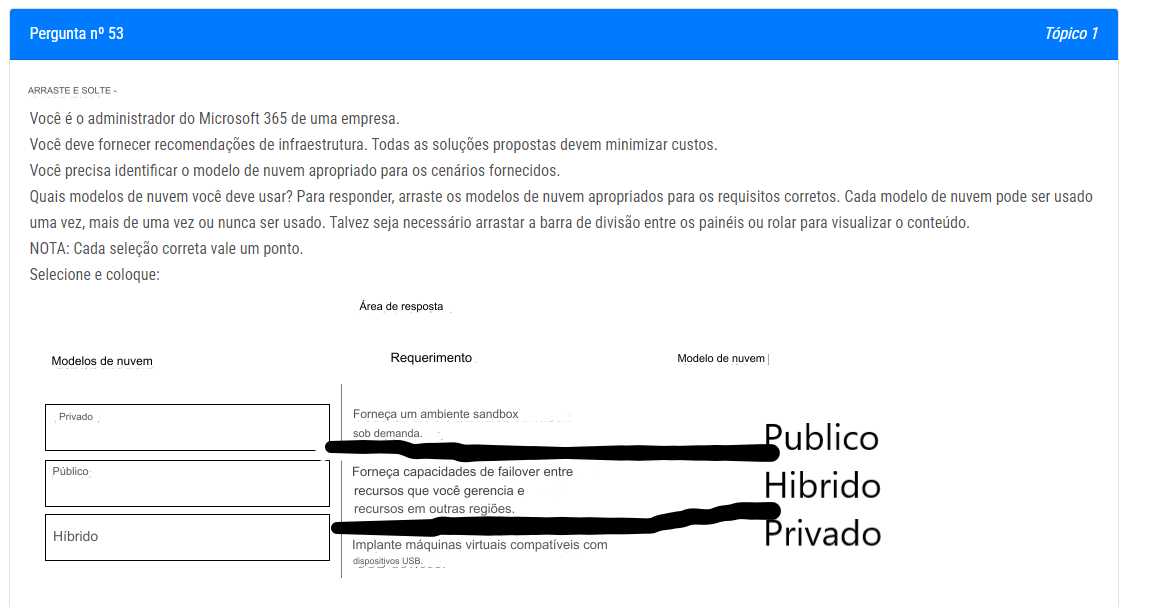 Pergunta nº 53
Tópico 1
ARRASTE E SOLTE -
Você é o administrador do Microsoft 365 de uma empresa.
Você deve fornecer recomendações de infraestrutura. Todas as soluções propostas devem minimizar custos.
Você precisa identificar o modelo de nuvem apropriado para os cenários fornecidos.
Quais modelos de nuvem você deve usar? Para responder, arraste os modelos de nuvem apropriados para os requisitos corretos. Cada modelo de nuvem pode ser usado
uma vez, mais de uma vez ou nunca ser usado. Talvez seja necessário arrastar a barra de divisão entre os painéis ou rolar para visualizar o conteúdo.
NOTA: Cada seleção correta vale um ponto.
Selecione e coloque:
Área de resposta
Modelos de nuvem
Requerimento
Modelo de nuvem
Privado
Forneça um ambiente sandbox
sob demanda.
Publico
Público
Forneça capacidades de failover entre
recursos que você gerencia e
recursos em outras regiões.
Hibrido
Híbrido
Implante máquinas virtuais compatíveis com
dispositivos USB.
Privado